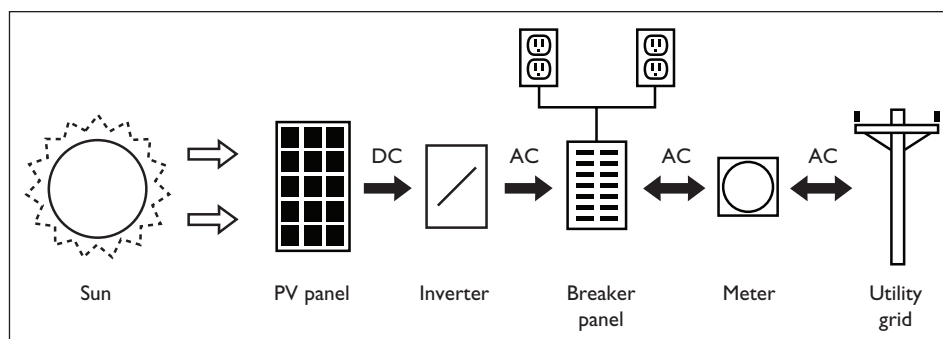 DC
AC
AC
AC
Sun
PV panel
Inverter
Breaker
panel
Meter
Utility
grid